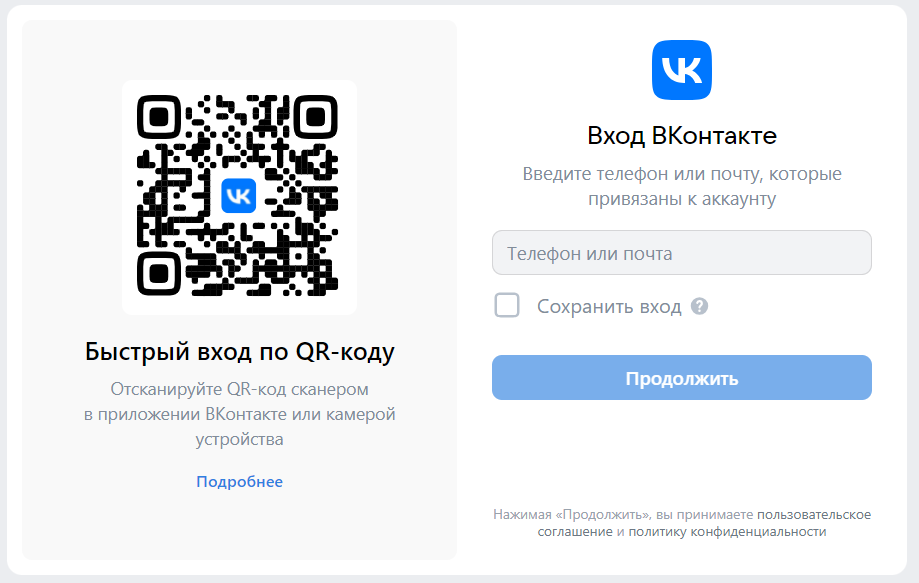 Быстрый вход по QR-коду
Отсканируйте QR-код сканером
в приложении ВКонтакте или камерой
устройства
Подробнее
Вход ВКонтакте
Введите телефон или почту, которые
привязаны к аккаунту
Телефон или почта
Сохранить вход ?
Продолжить
Нажимая «Продолжить», вы принимаете пользовательское
соглашение и политику конфиденциальности